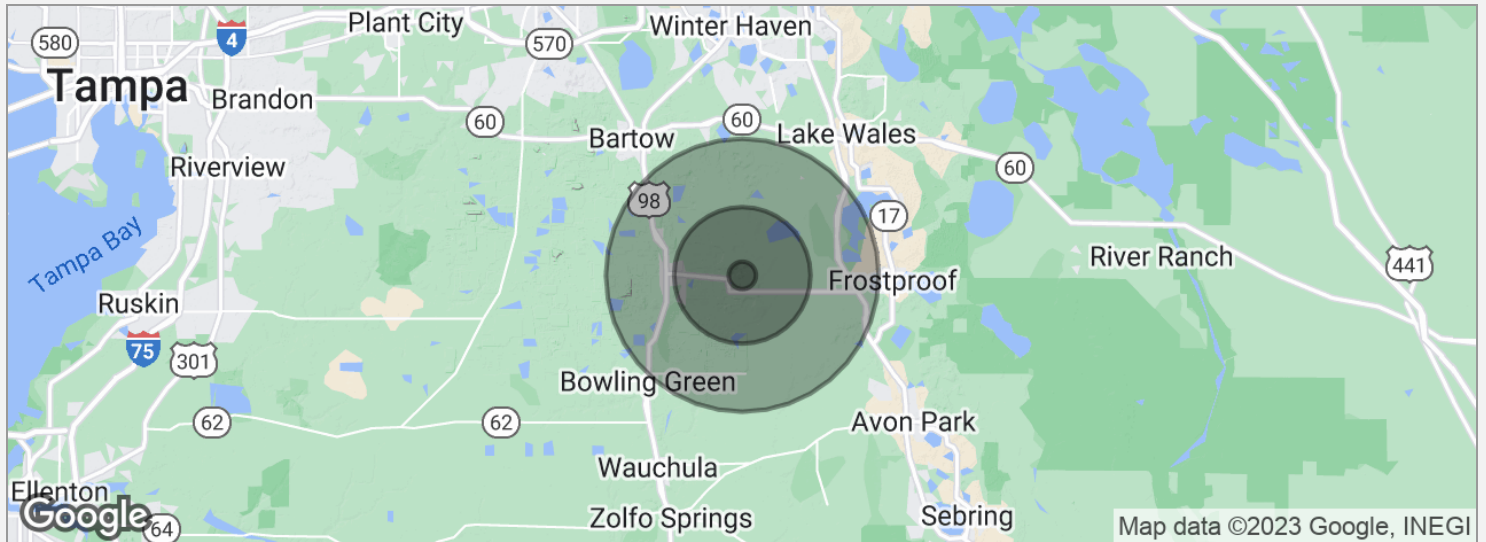 Plant City
Winter Haven
580
4
570
Tampa
Brandon
60
60
Bartow
Lake Wales
60
Riverview
98
17
Tampa Bay
River Ranch
441
Frostproof
Ruskin
75
301
Bowling Green
62
62
Avon Park
Wauchula
Ellenton
Google
64
Zolfo Springs
Sebring
Map data ©2023 Google, INEGI